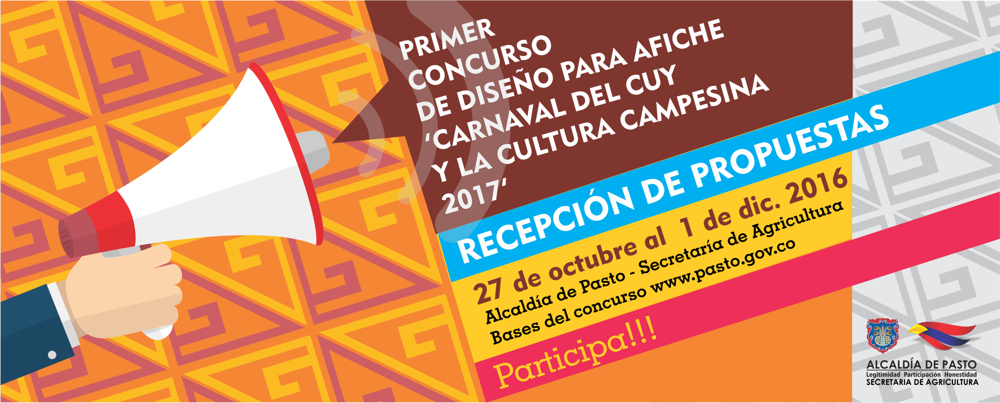 PRIMER
CONCURSO
DE DISEÑO PARA AFICHE
'CARNAVAL DEL CUY
Y LA CULTURA CAMPESINA
2017'
RECEPCIÓN DE PROPUESTAS
27 de octubre al 1 de dic. 2016
Alcaldía de Pasto - Secretaría de Agricultura
Bases del concurso www.pasto.gov.co
Participa!!!
ALCALDÍA DE PASTO
Legitimidad Participación Honestidad
SECRETARIA DE AGRICULTURA